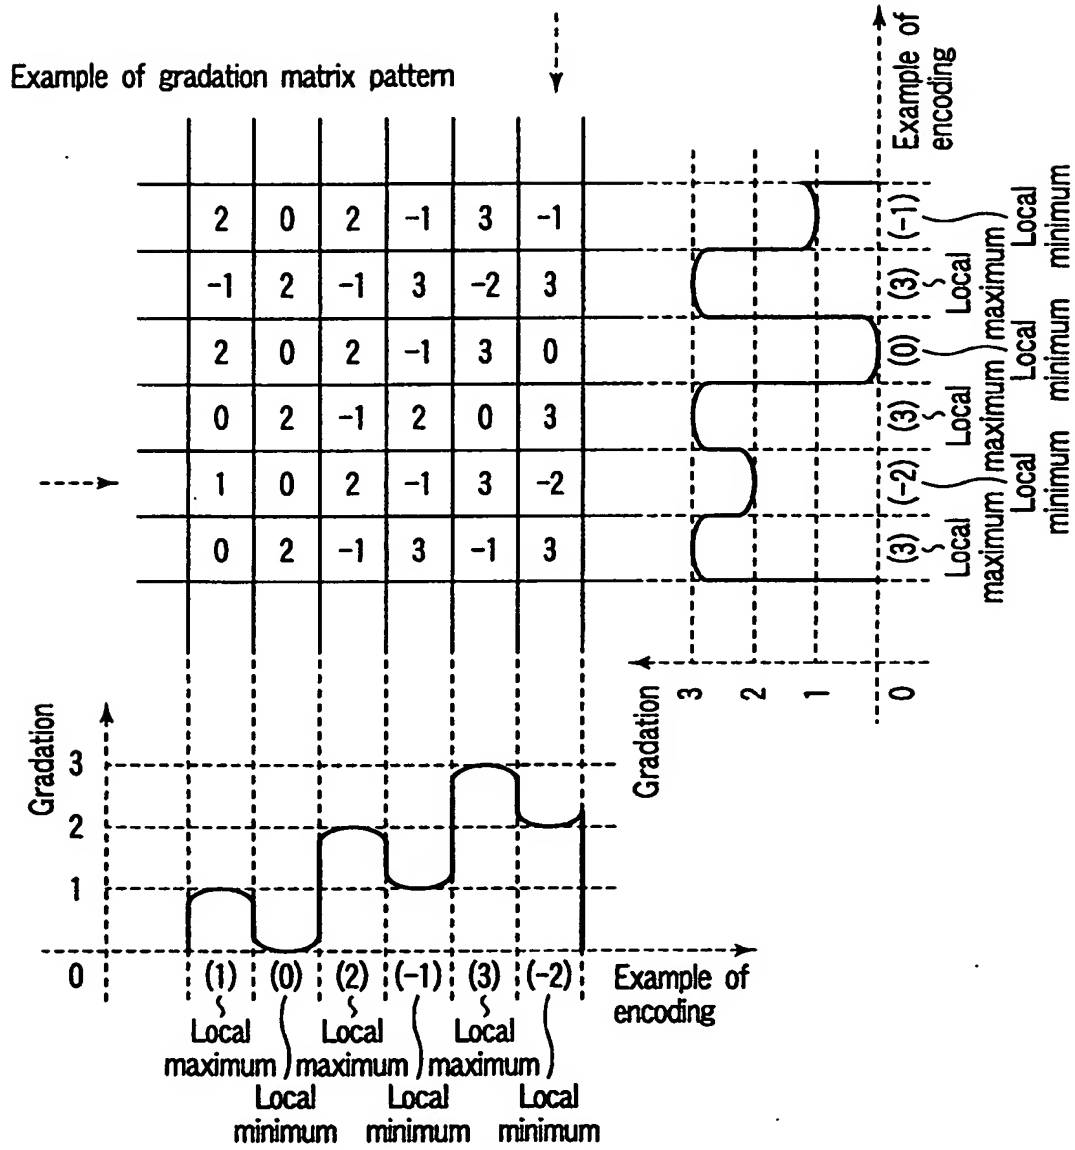 Example of gradation matrix pattern
2 0 2 -1 3 -1
-1 2 -1 3 -2 3
2 0 2 -1 3 0
0 2 -1 2 0 3
1 0 2 -1 3 -2
0 2 -1 3 -1 3
Example of
encoding
(-1)
Local
minimum
(3)
Local
maximum
(0)
Local
minimum
(3)
Local
maximum
(-2)
Local
minimum
(3)
Local
maximum
Gradation
3
2
1
0
Gradation
3
2
1
0
(1) (0) (2) (-1) (3) (-2)
Example of
encoding
Local
maximum
Local
minimum
Local
maximum
Local
minimum
Local
maximum
Local
minimum